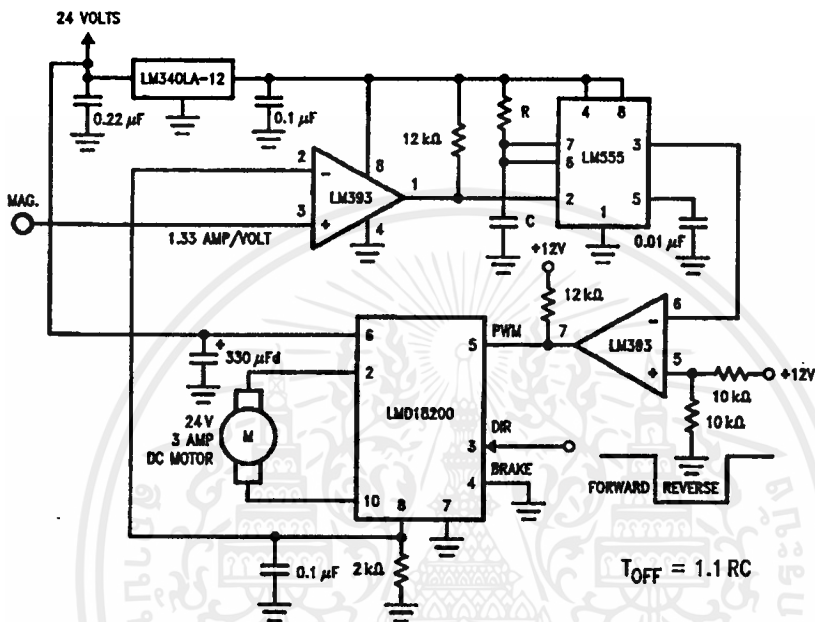 24 VOLTS
LM340LA-12
0.22 μF
0.1 μF
12 kΩ
R
C
4
8
7
6
2
3
5
1
LM555
0.01 μF
2
3
8
4
1
LM393
MAG.
1.33 AMP/VOLT
+12V
12 kΩ
PWM
7
6
5
LM393
+12V
10 kΩ
10 kΩ
330 μFd
6
2
10
5
3
4
8
7
LMD18200
DIR
BRAKE
24 V
3 AMP
DC MOTOR
M
FORWARD
REVERSE
0.1 μF
2 kΩ
T_OFF = 1.1 RC